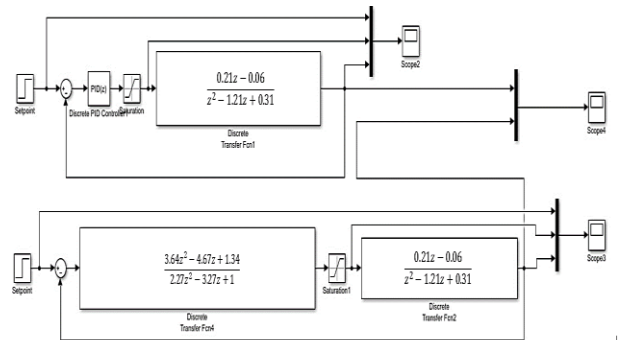 Scope2
0.21z − 0.06
z² − 1.21z + 0.31
PID(z)
Setpoint
Discrete PID Controller1
Saturation
Discrete
Transfer Fcn1
Scope4
3.64z² − 4.67z + 1.34
2.27z² − 3.27z + 1
0.21z − 0.06
z² − 1.21z + 0.31
Setpoint
Saturation1
Scope3
Discrete
Transfer Fcn4
Discrete
Transfer Fcn2